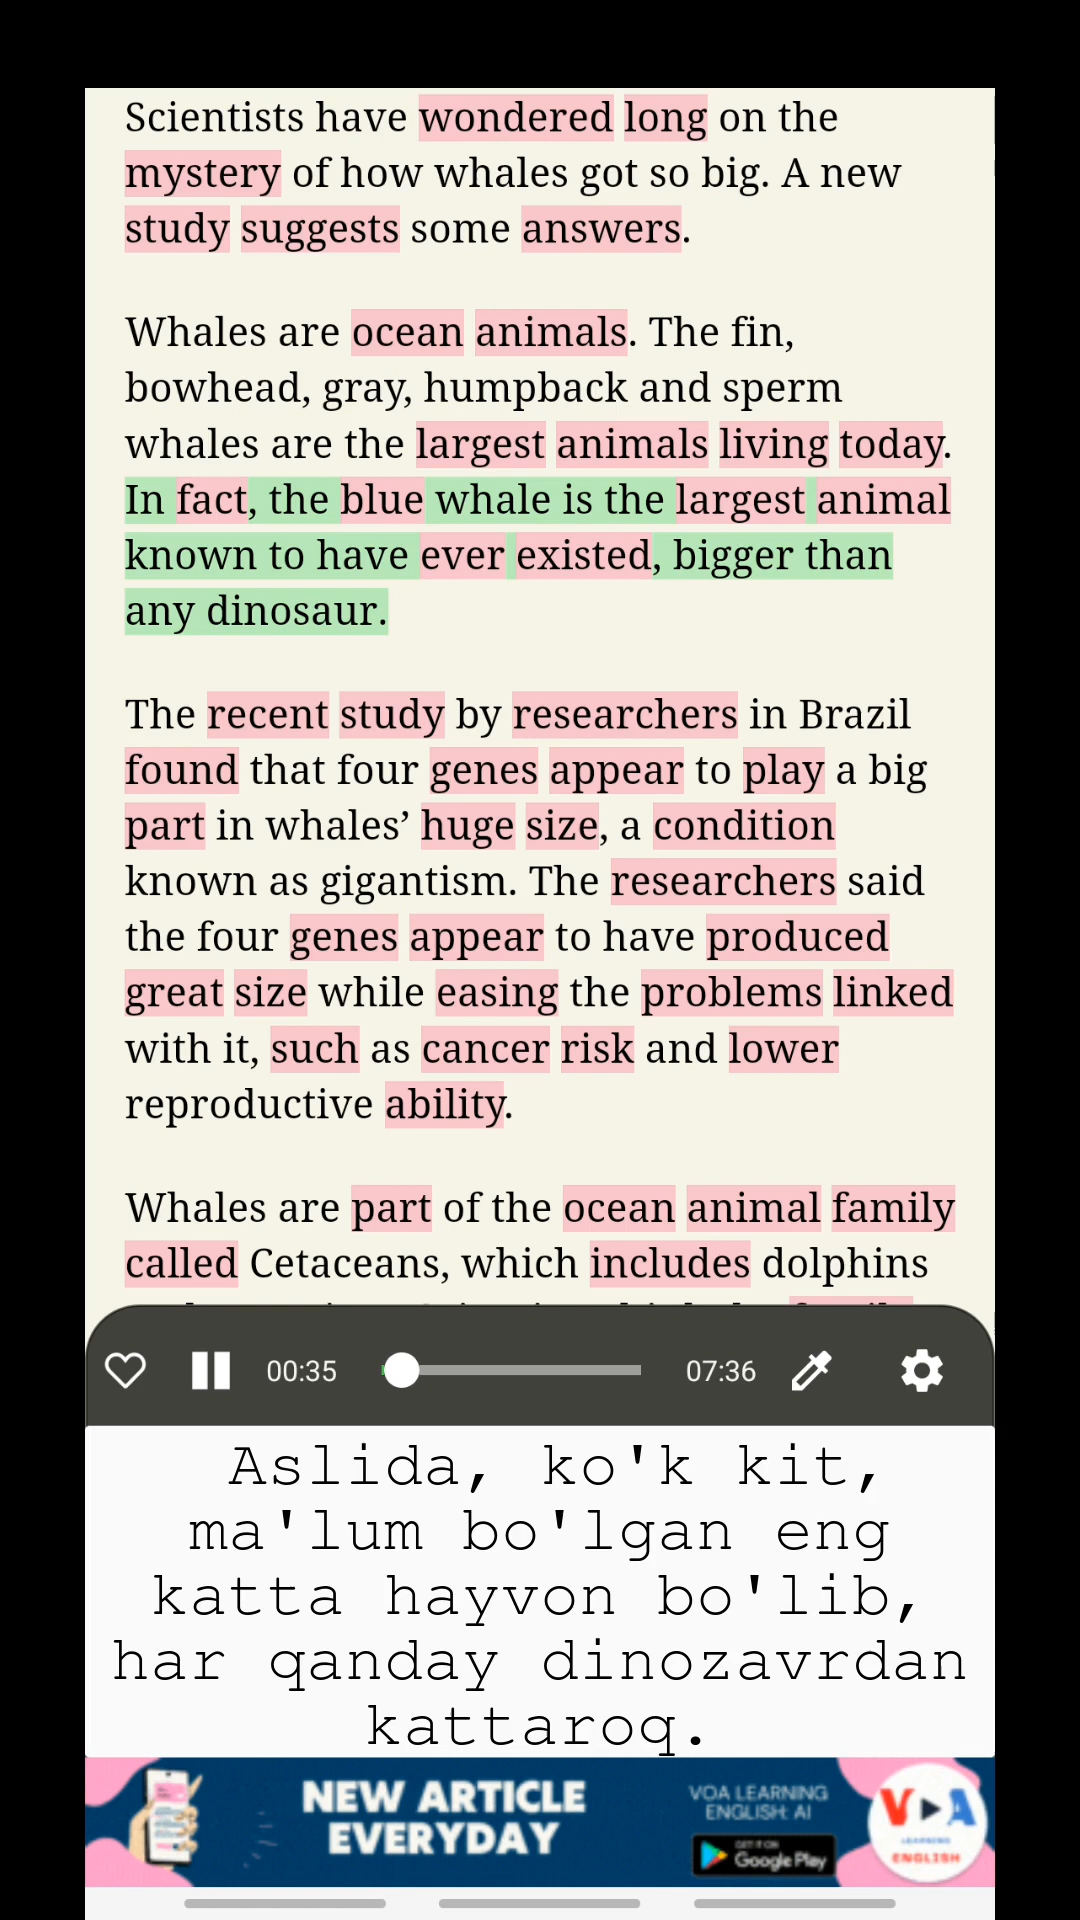 Scientists have wondered long on the
mystery of how whales got so big. A new
study suggests some answers.
Whales are ocean animals. The fin,
bowhead, gray, humpback and sperm
whales are the largest animals living today.
In fact, the blue whale is the largest animal
known to have ever existed, bigger than
any dinosaur.
The recent study by researchers in Brazil
found that four genes appear to play a big
part in whales’ huge size, a condition
known as gigantism. The researchers said
the four genes appear to have produced
great size while easing the problems linked
with it, such as cancer risk and lower
reproductive ability.
Whales are part of the ocean animal family
called Cetaceans, which includes dolphins
00:35
07:36
Aslida, ko'k kit,
ma'lum bo'lgan eng
katta hayvon bo'lib,
har qanday dinozavrdan
kattaroq.
NEW ARTICLE
EVERYDAY
VOA LEARNING
ENGLISH: AI
GET IT ON
Google Play
VOA
LEARNING
ENGLISH